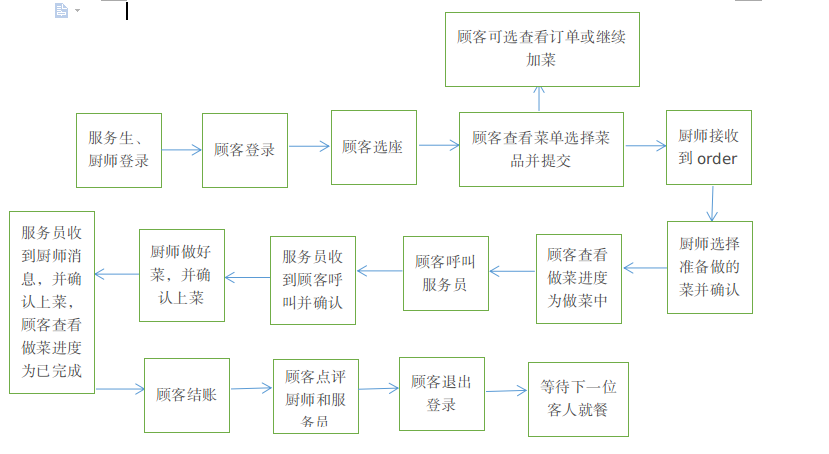 顾客可选查看订单或继续
加菜
服务生、
厨师登录
顾客登录
顾客选座
顾客查看菜单选择菜
品并提交
厨师接收
到 order
厨师选择
准备做的
菜并确认
顾客查看
做菜进度
为做菜中
顾客呼叫
服务员
服务员收
到顾客呼
叫并确认
厨师做好
菜，并确
认上菜
服务员收
到厨师消
息，并确
认上菜，
顾客查看
做菜进度
为已完成
顾客结账
顾客点评
厨师和服
务员
顾客退出
登录
等待下一位
客人就餐